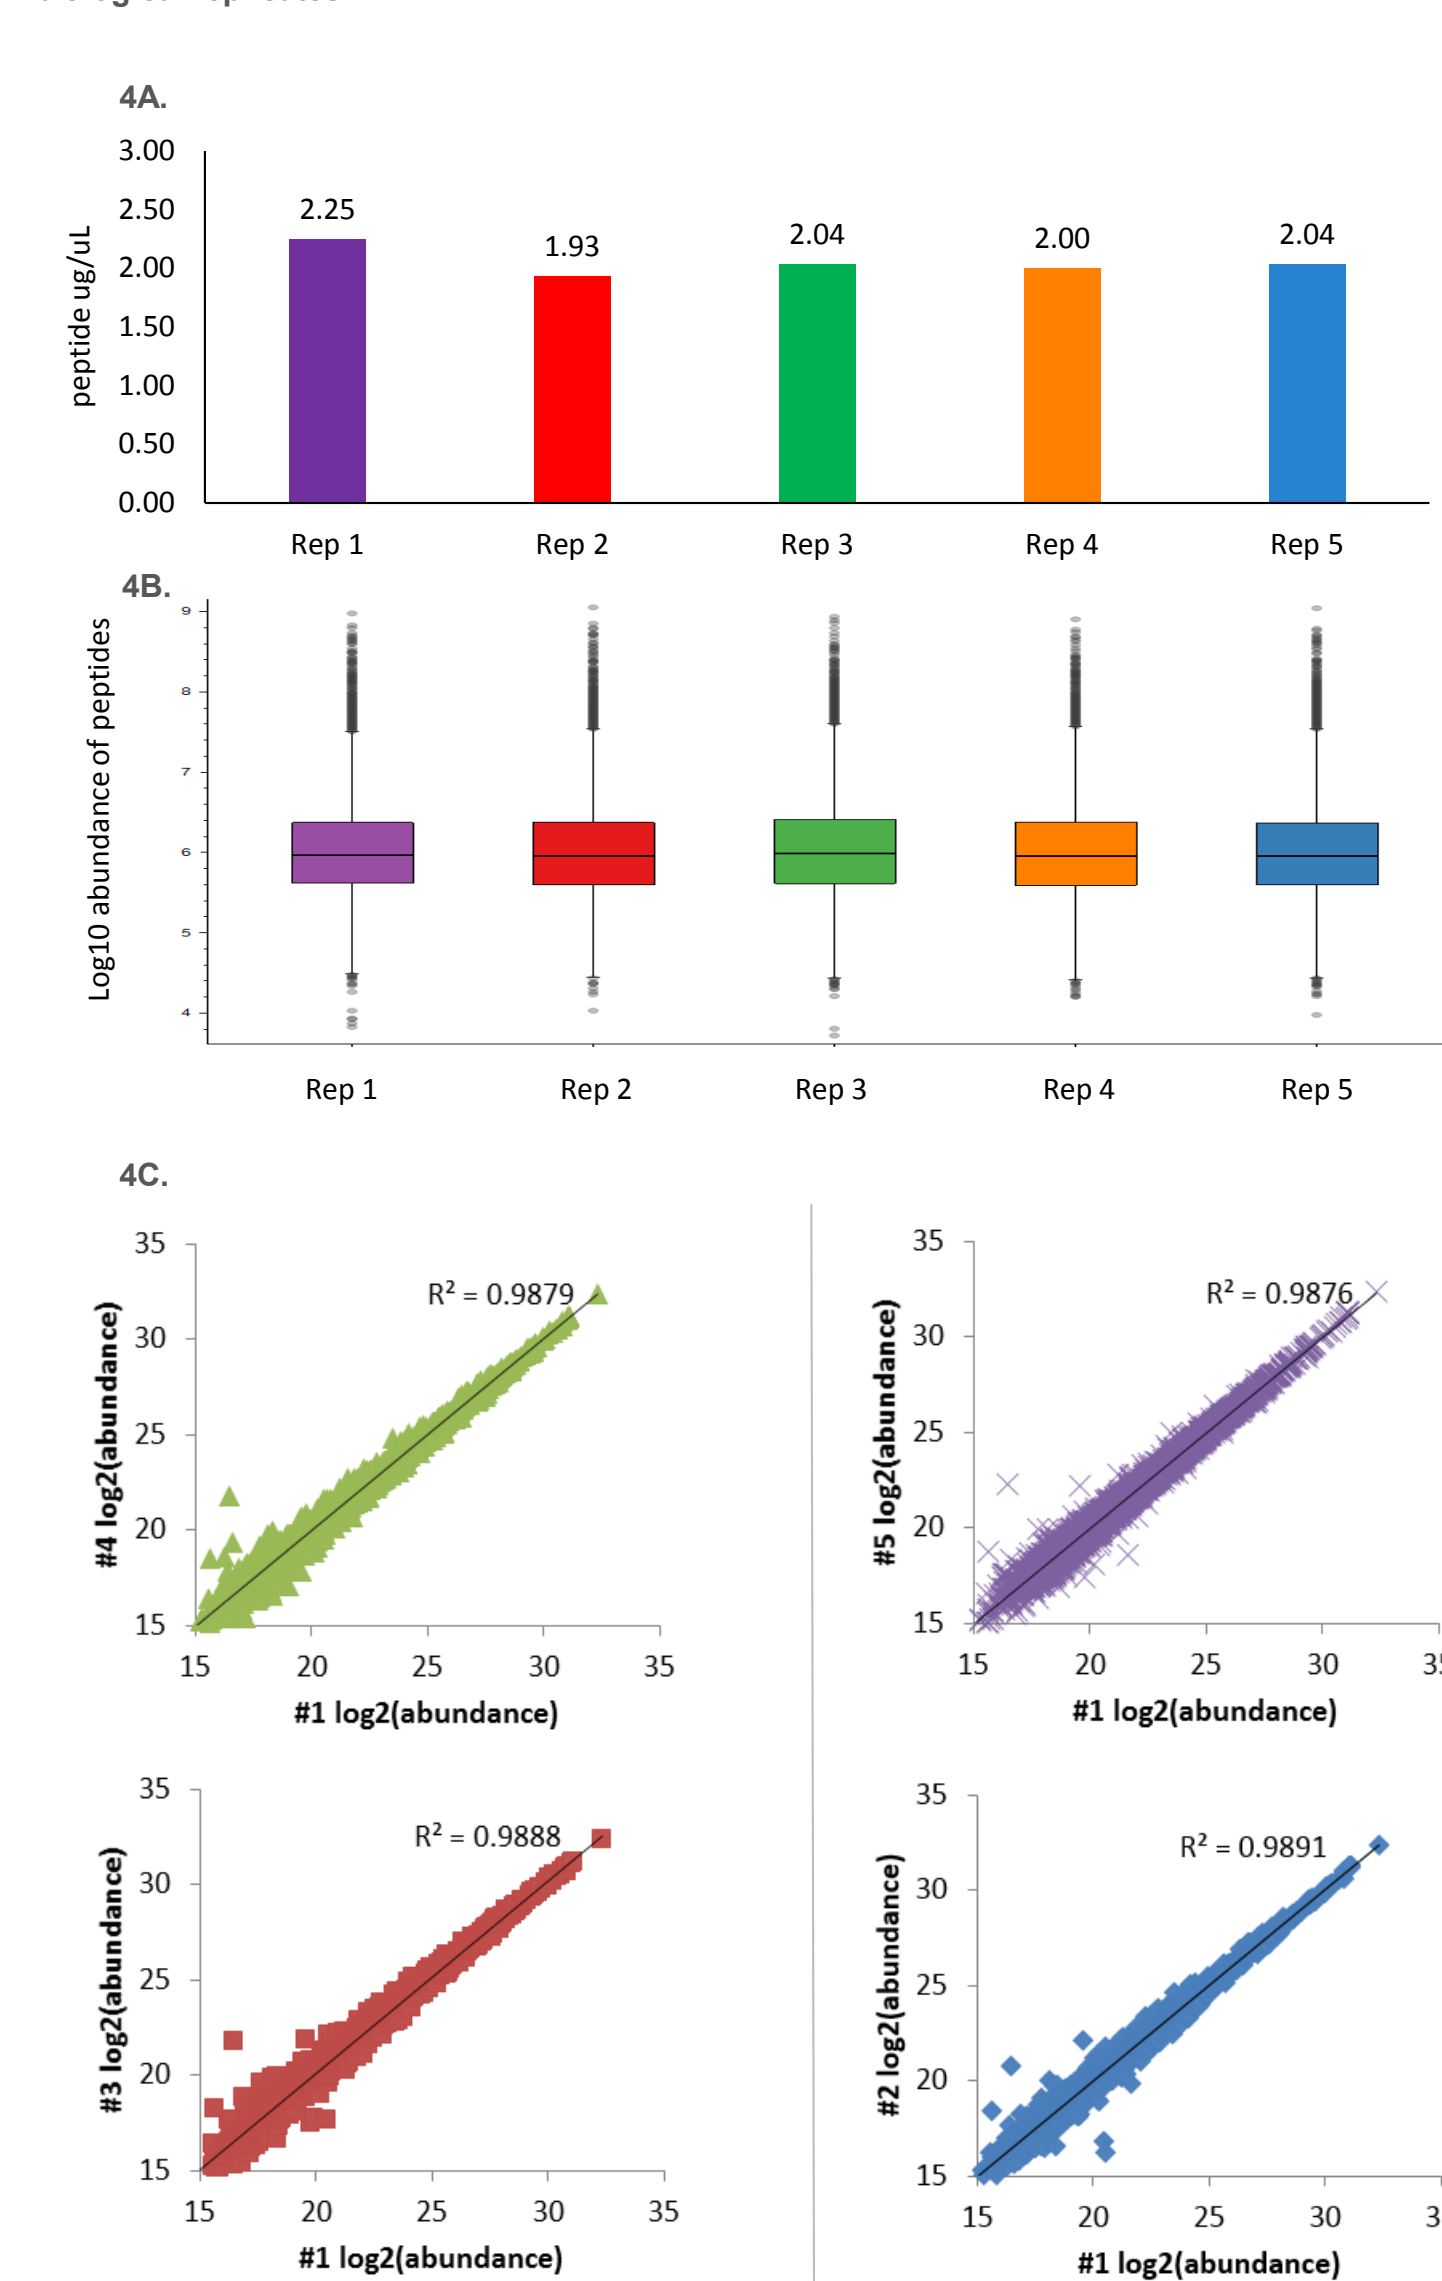 4A.
peptide ug/uL
3.00
2.50
2.00
1.50
1.00
0.50
0.00
2.25
1.93
2.04
2.00
2.04
Rep 1
Rep 2
Rep 3
Rep 4
Rep 5
4B.
Log10 abundance of peptides
9
8
7
6
5
4
Rep 1
Rep 2
Rep 3
Rep 4
Rep 5
4C.
#4 log2(abundance)
35
30
25
20
15
R² = 0.9879
15 20 25 30 35
#1 log2(abundance)
#5 log2(abundance)
35
30
25
20
15
R² = 0.9876
15 20 25 30
#1 log2(abundance)
#3 log2(abundance)
35
30
25
20
15
R² = 0.9888
15 20 25 30 35
#1 log2(abundance)
#2 log2(abundance)
35
30
25
20
15
R² = 0.9891
15 20 25 30
#1 log2(abundance)